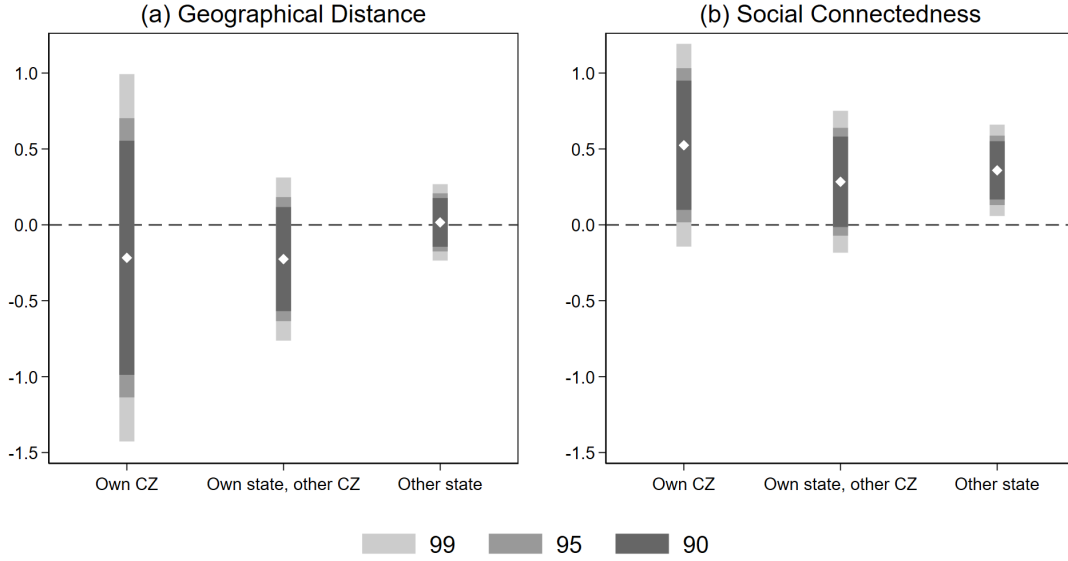 (a) Geographical Distance
1.0
0.5
0.0
-0.5
-1.0
-1.5
Own CZ Own state, other CZ Other state
(b) Social Connectedness
1.0
0.5
0.0
-0.5
-1.0
-1.5
Own CZ Own state, other CZ Other state
99 95 90